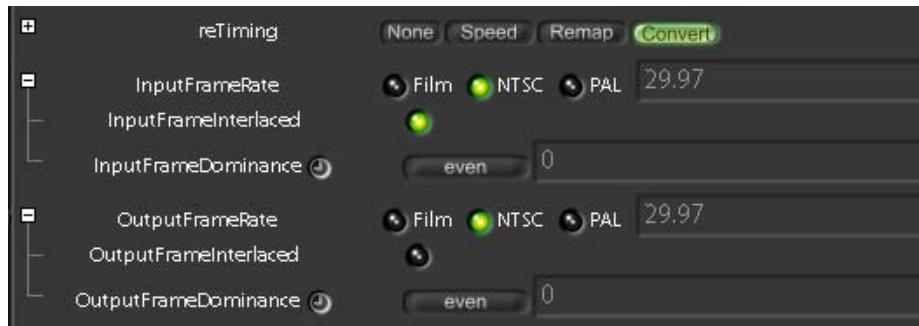 reTiming None Speed Remap Convert
InputFrameRate Film NTSC PAL 29.97
InputFrameInterlaced
InputFrameDominance even 0
OutputFrameRate Film NTSC PAL 29.97
OutputFrameInterlaced
OutputFrameDominance even 0